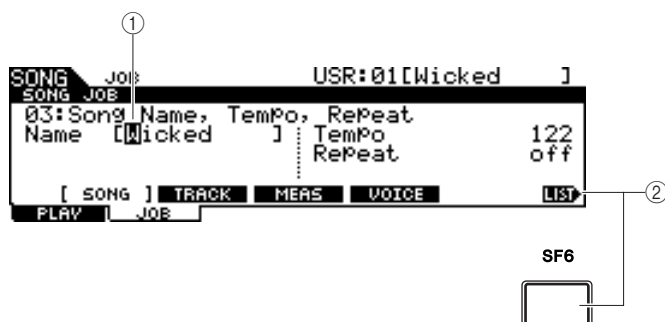 ①
SONG JOB USR:01[Wicked ]
SONG JOB
03:Song Name, Tempo, Repeat
Name [Wicked ] Tempo 122
Repeat off
[ SONG ] TRACK MEAS VOICE LIST
②
PLAY JOB
SF6